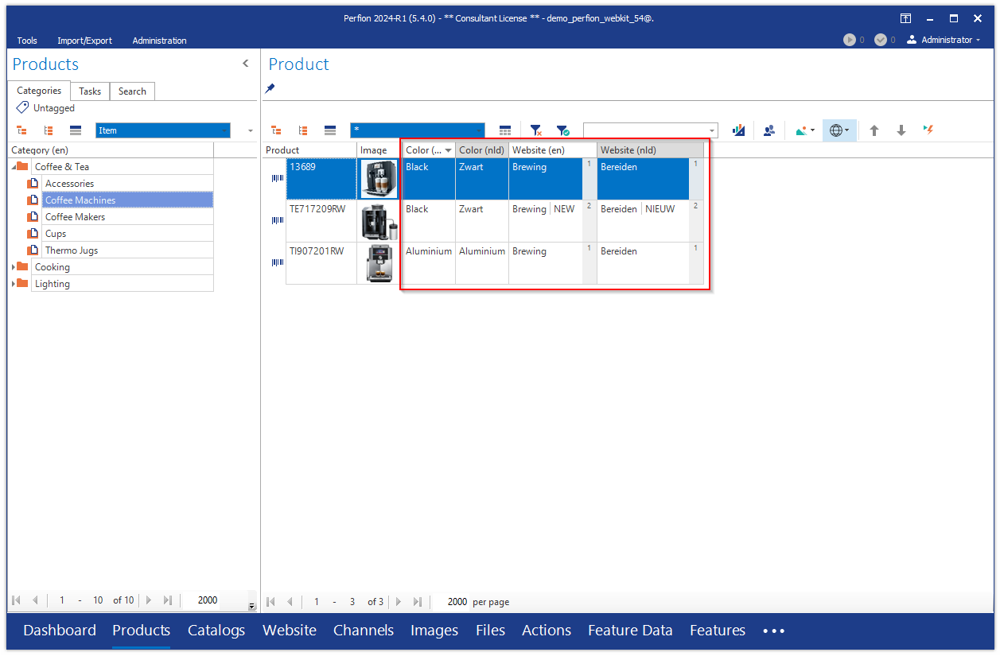 Perfion 2024-R1 (5.4.0) - ** Consultant License ** - demo_perfion_webkit_54@.
Tools Import/Export Administration 0 0 Administrator
Products
Product
Categories Tasks Search
Untagged
Item
*
Category (en)
Product Image Color (... Color (nld) Website (en) Website (nld)
Coffee & Tea
Accessories
Coffee Machines
Coffee Makers
Cups
Thermo Jugs
Cooking
Lighting
13689 Black Zwart Brewing 1 Bereiden 1
TE717209RW Black Zwart Brewing NEW 2 Bereiden NIEUW 2
TI907201RW Aluminium Aluminium Brewing 1 Bereiden 1
1 - 10 of 10 2000
1 - 3 of 3 2000 per page
Dashboard Products Catalogs Website Channels Images Files Actions Feature Data Features •••